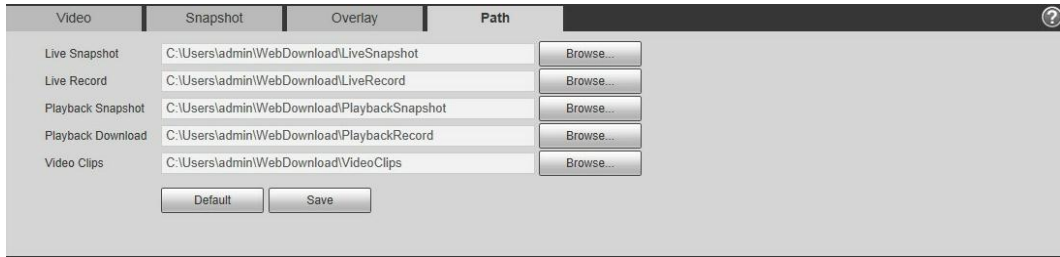 Video Snapshot Overlay Path ?
Live Snapshot C:\Users\admin\WebDownload\LiveSnapshot Browse...
Live Record C:\Users\admin\WebDownload\LiveRecord Browse...
Playback Snapshot C:\Users\admin\WebDownload\PlaybackSnapshot Browse...
Playback Download C:\Users\admin\WebDownload\PlaybackRecord Browse...
Video Clips C:\Users\admin\WebDownload\VideoClips Browse...
Default Save